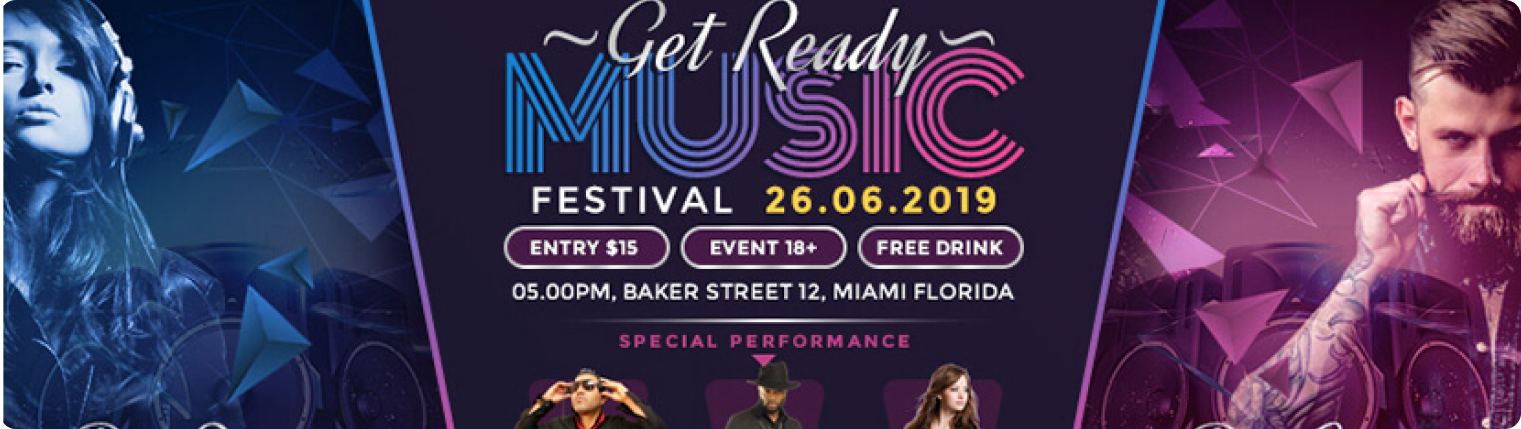 Get Ready
MUSIC
FESTIVAL 26.06.2019
ENTRY $15 EVENT 18+ FREE DRINK
05.00PM, BAKER STREET 12, MIAMI FLORIDA
SPECIAL PERFORMANCE